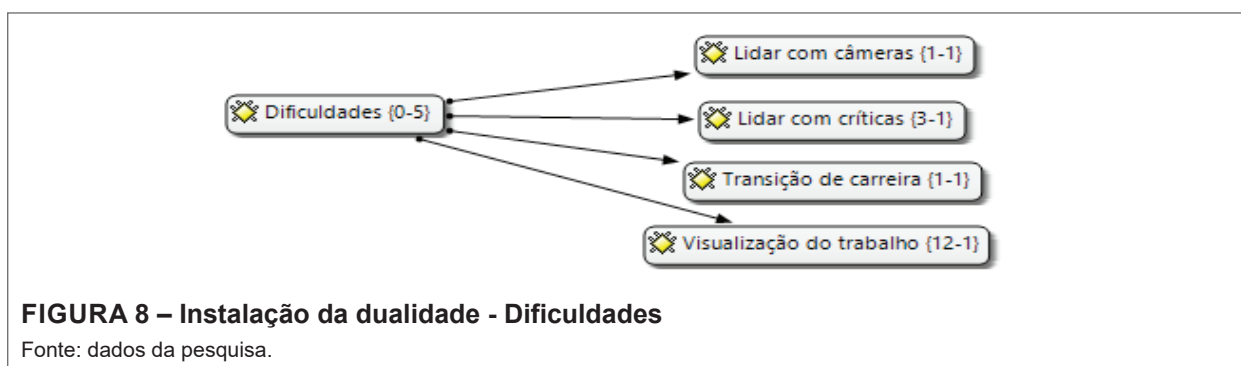 Dificuldades {0-5}
Lidar com câmeras {1-1}
Lidar com críticas {3-1}
Transição de carreira {1-1}
Visualização do trabalho {12-1}
FIGURA 8 – Instalação da dualidade - Dificuldades
Fonte: dados da pesquisa.